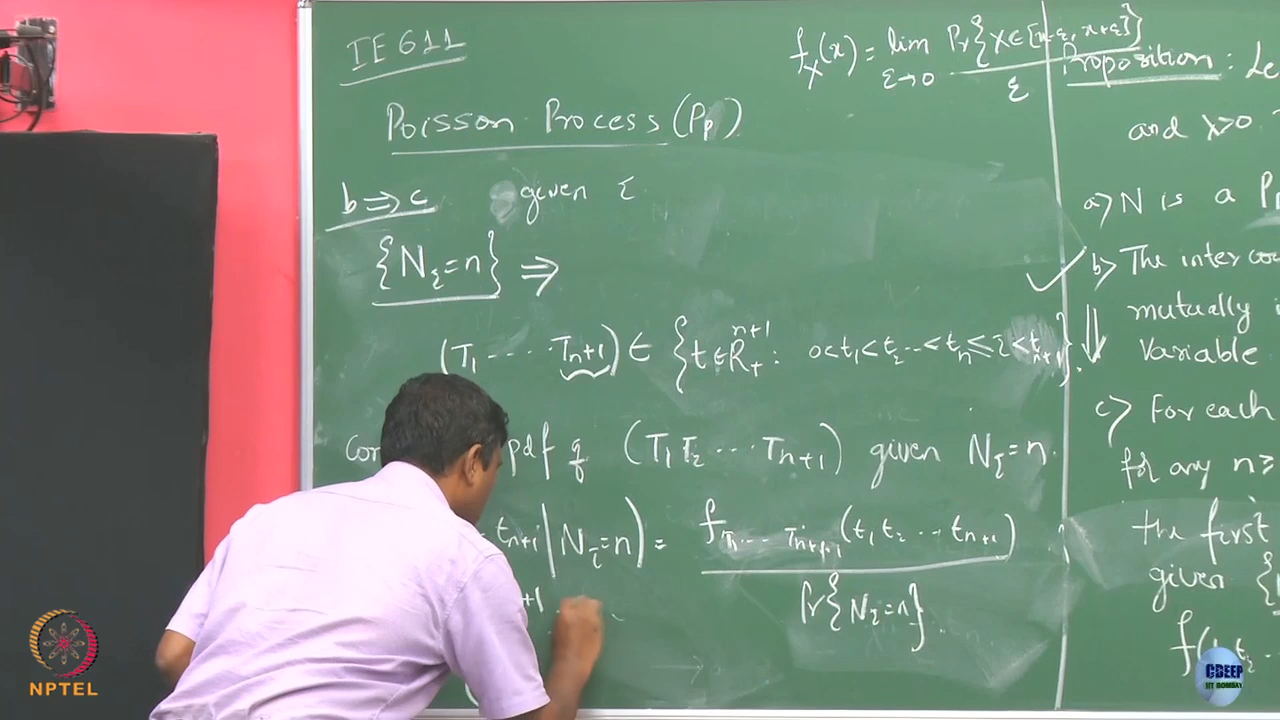 IE 611
Poisson Process (Pp)
b ⇒ c given τ
{N_τ = n} ⇒
(T_1 ···· T_{n+1}) ∈ {t ∈ R_+^{n+1} : 0 < t_1 < t_2 ··· < t_n ≤ τ < t_{n+1}}.
pdf of (T_1 T_2 ··· T_{n+1}) given N_τ = n.
t_{n+1} | N_τ = n) = f_{T_1 ··· T_{n+1}} (t_1 t_2 ·· t_{n+1})
Pr{N_τ = n}
f_X(x) = lim Pr{X ∈ [x-ε, x+ε]}
ε→0 ε
Proposition : Le
and λ>0
a) N is a
b) The inter
mutually
variable
c) For each
for any n ≥
the first
given {
f(t_1 t_2 ··
NPTEL
CDEEP
IIT BOMBAY